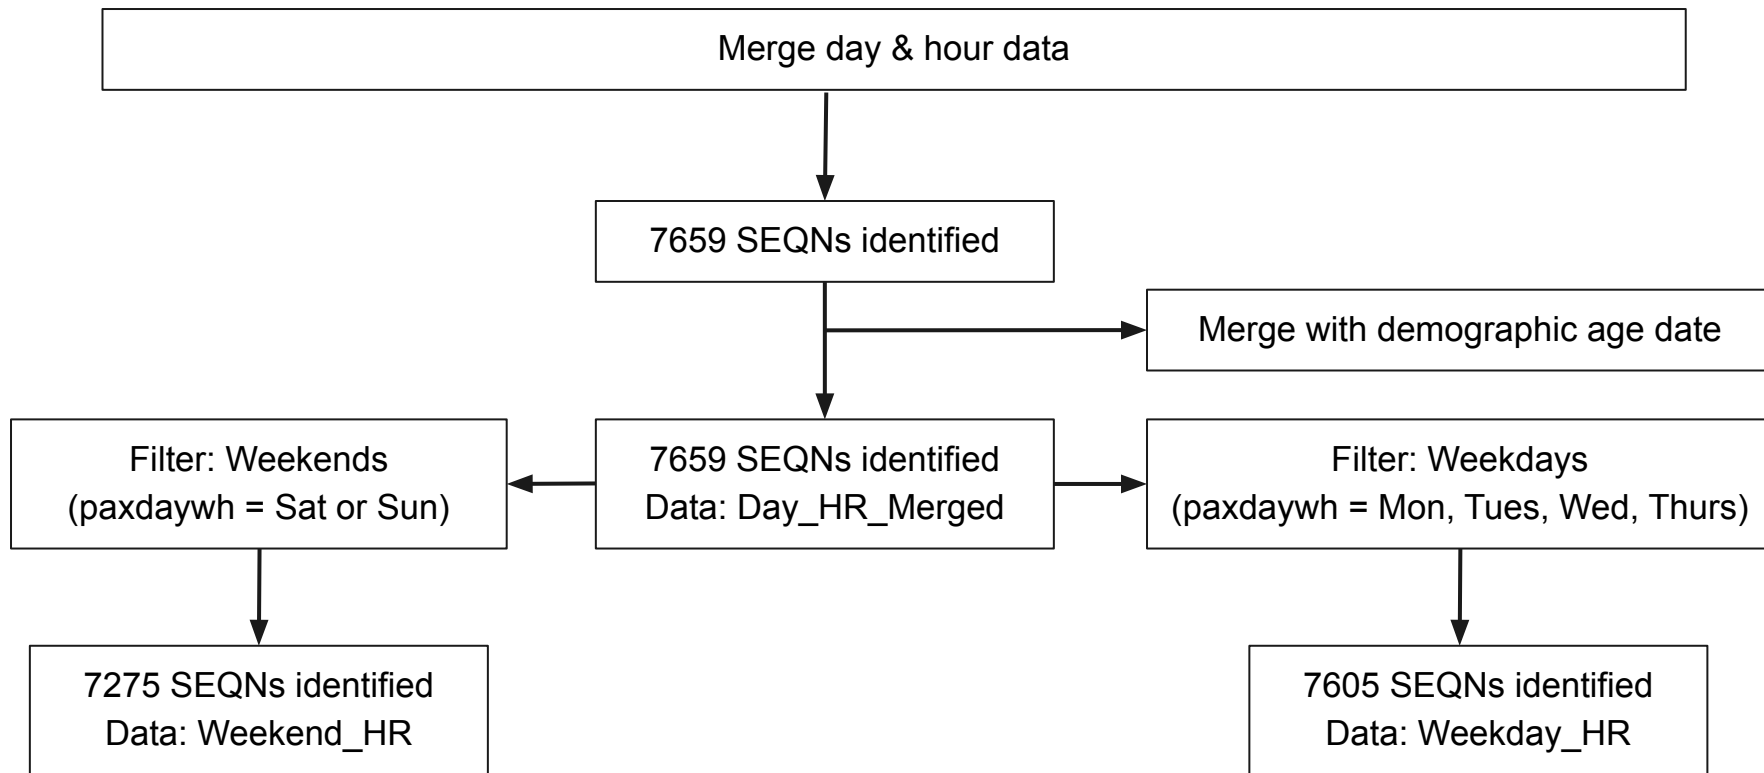 Merge day & hour data
7659 SEQNs identified
Merge with demographic age date
Filter: Weekends
(paxdaywh = Sat or Sun)
7659 SEQNs identified
Data: Day_HR_Merged
Filter: Weekdays
(paxdaywh = Mon, Tues, Wed, Thurs)
7275 SEQNs identified
Data: Weekend_HR
7605 SEQNs identified
Data: Weekday_HR